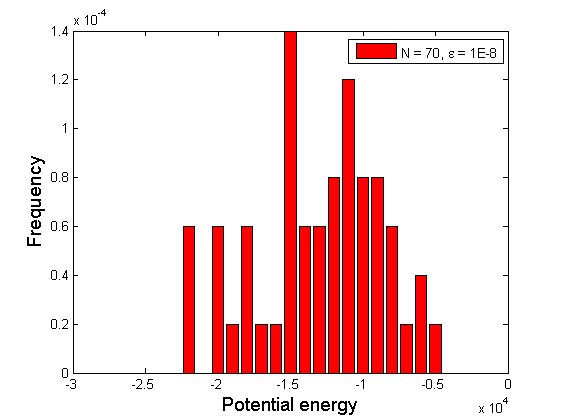 x 10-4
1.4
N = 70, ε = 1E-8
1.2
1
0.8
0.6
0.4
0.2
0
Frequency
-3 -2.5 -2 -1.5 -1 -0.5 0
Potential energy
x 10 4